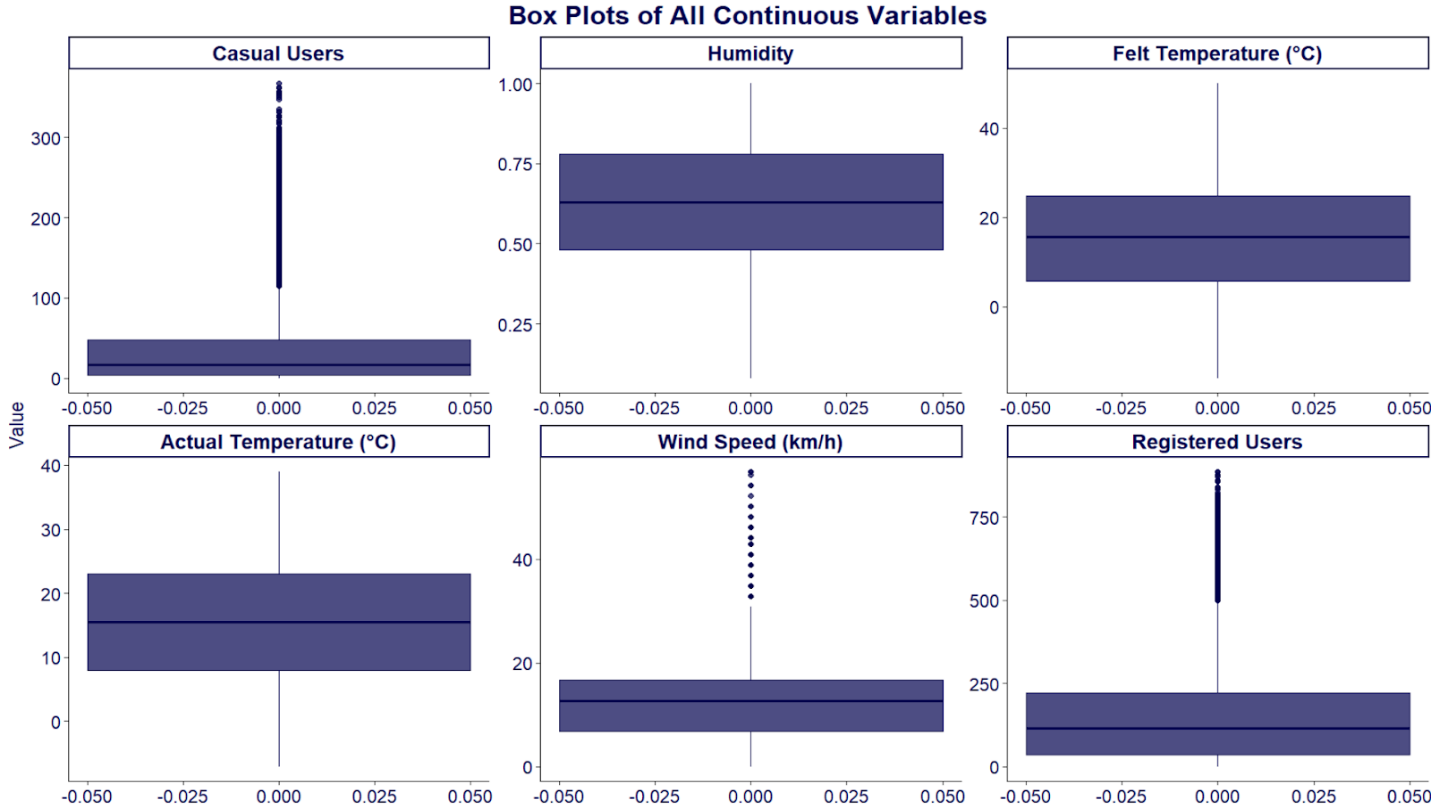 Box Plots of All Continuous Variables
Casual Users
Humidity
Felt Temperature (°C)
300
200
100
0
1.00
0.75
0.50
0.25
40
20
0
-0.050 -0.025 0.000 0.025 0.050
-0.050 -0.025 0.000 0.025 0.050
-0.050 -0.025 0.000 0.025 0.050
Value
Actual Temperature (°C)
Wind Speed (km/h)
Registered Users
40
30
20
10
0
40
20
0
750
500
250
0
-0.050 -0.025 0.000 0.025 0.050
-0.050 -0.025 0.000 0.025 0.050
-0.050 -0.025 0.000 0.025 0.050